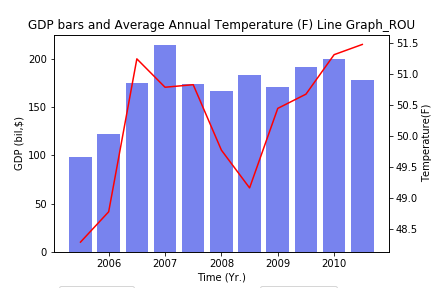 GDP bars and Average Annual Temperature (F) Line Graph_ROU
200
150
100
50
0
GDP (bil.$)
51.5
51.0
50.5
50.0
49.5
49.0
48.5
Temperature(F)
2006 2007 2008 2009 2010
Time (Yr.)